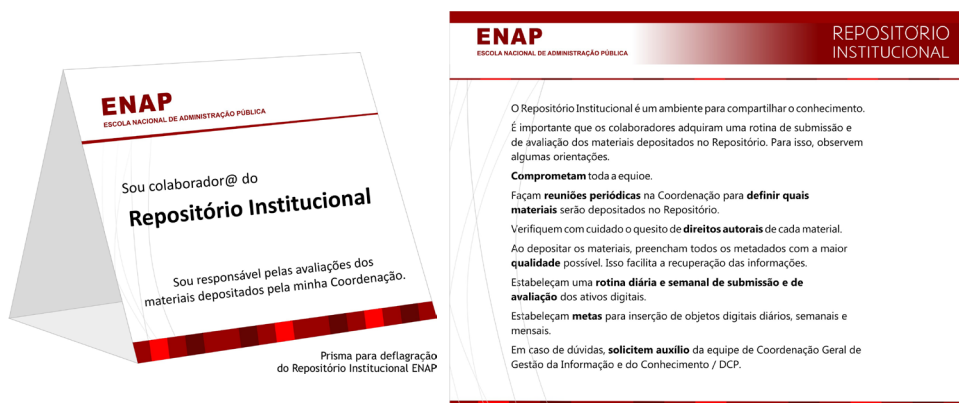 ENAP
ESCOLA NACIONAL DE ADMINISTRAÇÃO PÚBLICA
Sou colaborador@ do
Repositório Institucional
Sou responsável pelas avaliações dos
materiais depositados pela minha Coordenação.
Prisma para deflagração
do Repositório Institucional ENAP
ENAP
ESCOLA NACIONAL DE ADMINISTRAÇÃO PÚBLICA
REPOSITÓRIO
INSTITUCIONAL
O Repositório Institucional é um ambiente para compartilhar o conhecimento.
É importante que os colaboradores adquiram uma rotina de submissão e
de avaliação dos materiais depositados no Repositório. Para isso, observem
algumas orientações.
Comprometam toda a equioe.
Façam reuniões periódicas na Coordenação para definir quais
materiais serão depositados no Repositório.
Verifiquem com cuidado o quesito de direitos autorais de cada material.
Ao depositar os materiais, preencham todos os metadados com a maior
qualidade possível. Isso facilita a recuperação das informações.
Estabeleçam uma rotina diária e semanal de submissão e de
avaliação dos ativos digitais.
Estabeleçam metas para inserção de objetos digitais diários, semanais e
mensais.
Em caso de dúvidas, solicitem auxílio da equipe de Coordenação Geral de
Gestão da Informação e do Conhecimento / DCP.